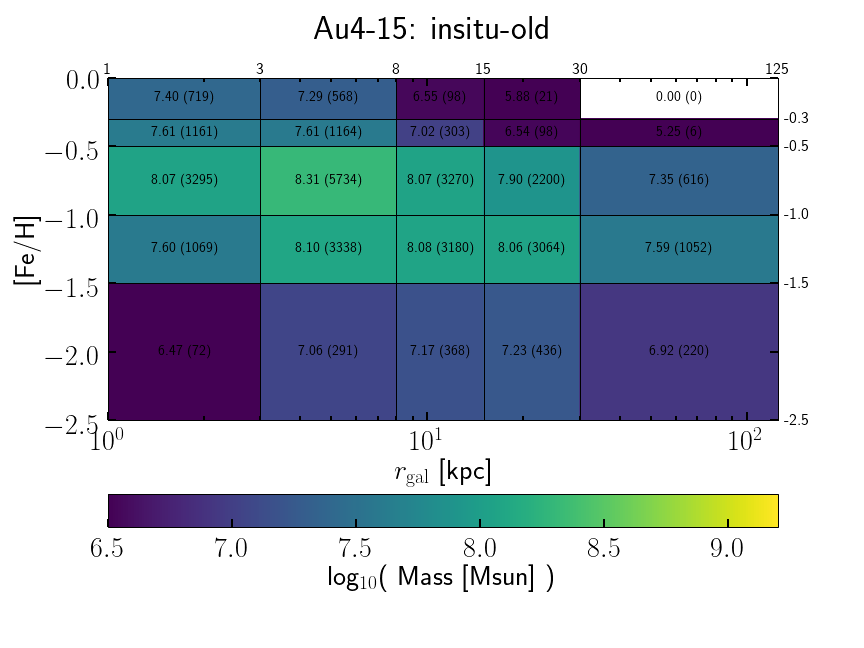 Au4-15: insitu-old
1 3 8 15 30 125
0.0 7.40 (719) 7.29 (568) 6.55 (98) 5.88 (21) 0.00 (0)
-0.3
7.61 (1161) 7.61 (1164) 7.02 (303) 6.54 (98) 5.25 (6)
−0.5 -0.5
8.07 (3295) 8.31 (5734) 8.07 (3270) 7.90 (2200) 7.35 (616)
−1.0 -1.0
[Fe/H]
7.60 (1069) 8.10 (3338) 8.08 (3180) 8.06 (3064) 7.59 (1052)
−1.5 -1.5
6.47 (72) 7.06 (291) 7.17 (368) 7.23 (436) 6.92 (220)
−2.0
−2.5 -2.5
10⁰ 10¹ 10²
r_gal [kpc]
6.5 7.0 7.5 8.0 8.5 9.0
log₁₀( Mass [Msun] )